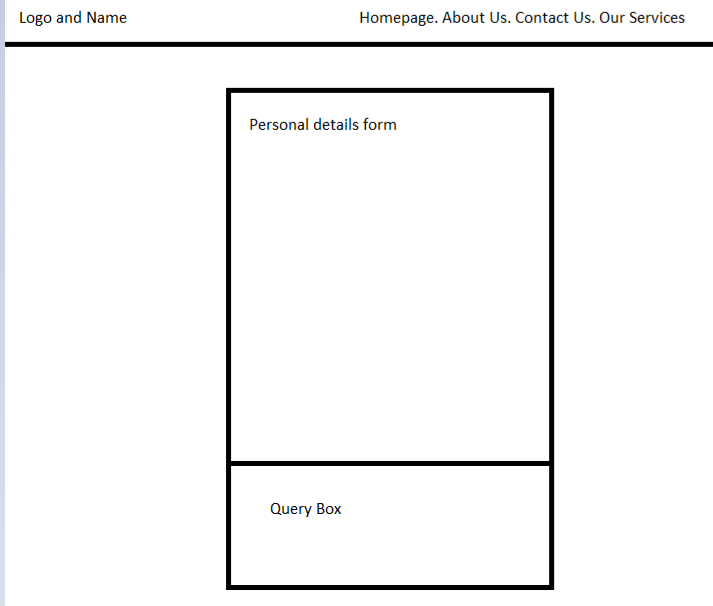 Logo and Name
Homepage. About Us. Contact Us. Our Services
Personal details form
Query Box